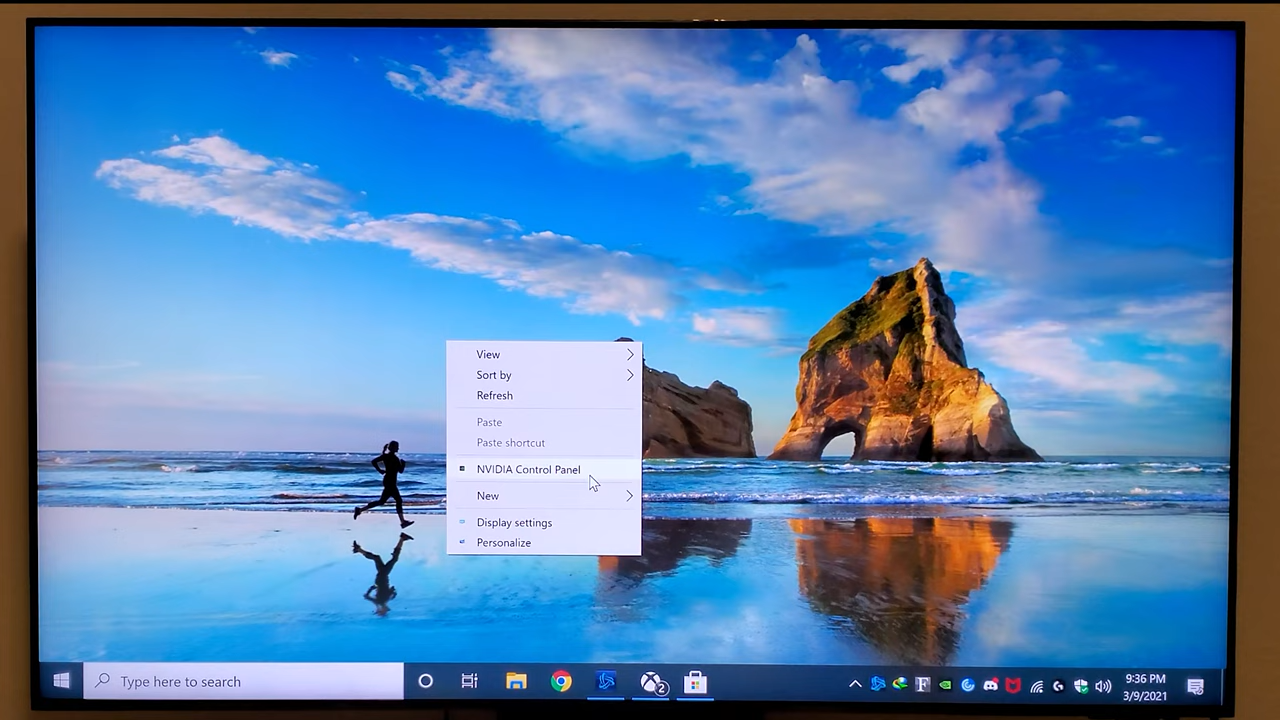 View
Sort by
Refresh
Paste
Paste shortcut
NVIDIA Control Panel
New
Display settings
Personalize
Type here to search
2
F
9:36 PM
3/9/2021